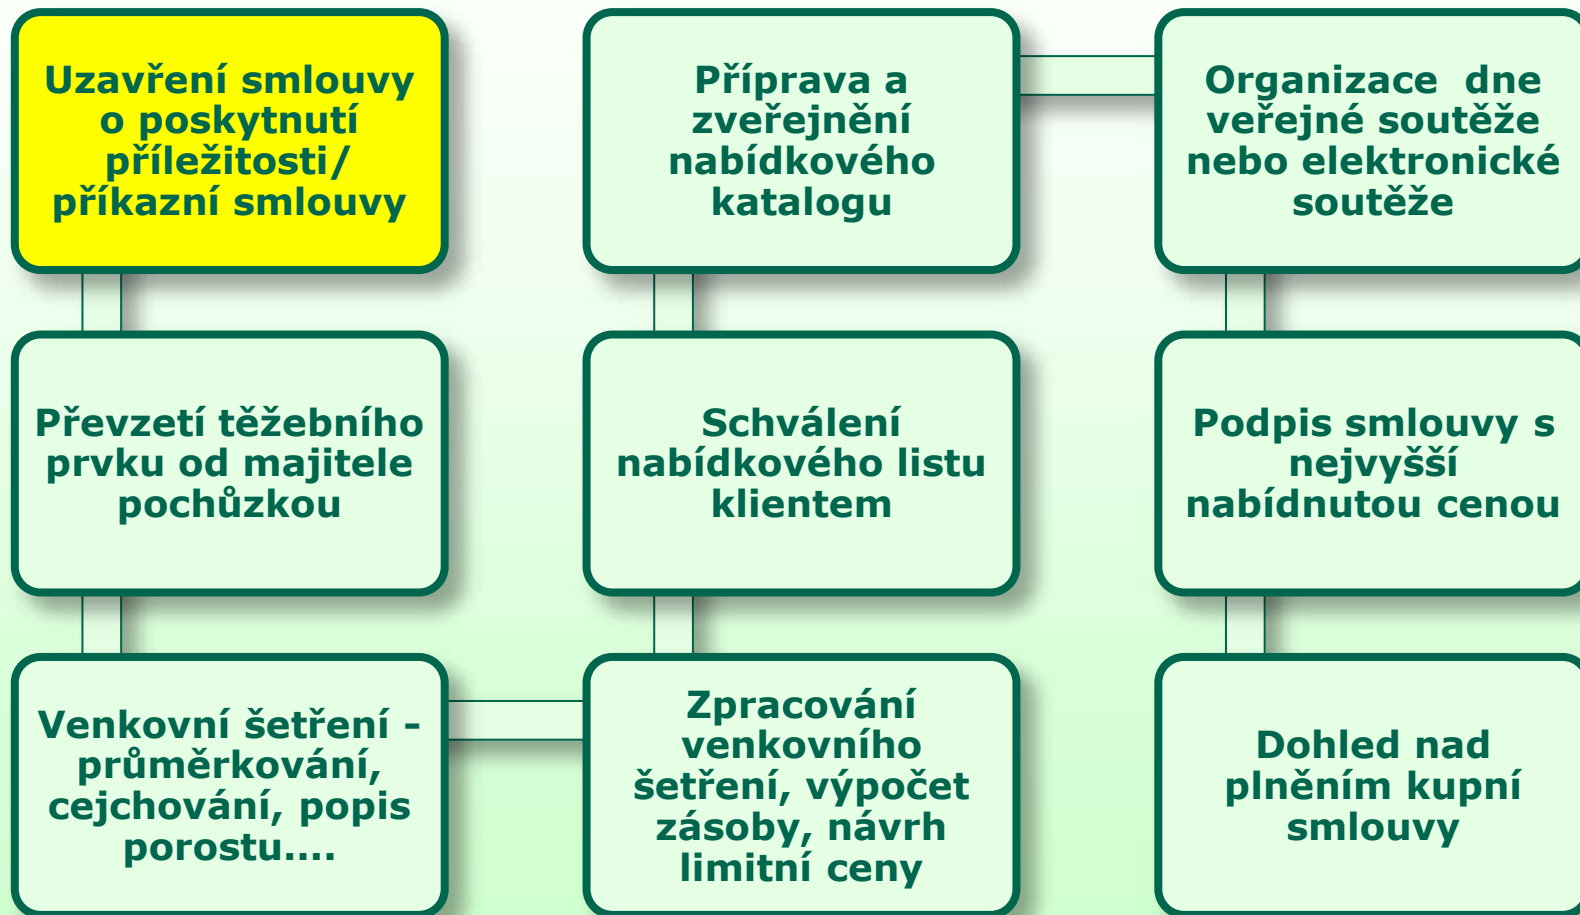 Uzavření smlouvy
o poskytnutí
příležitosti/
příkazní smlouvy
Převzetí těžebního
prvku od majitele
pochůzkou
Venkovní šetření -
průměrkování,
cejchování, popis
porostu....
Zpracování
venkovního
šetření, výpočet
zásoby, návrh
limitní ceny
Schválení
nabídkového listu
klientem
Příprava a
zveřejnění
nabídkového
katalogu
Organizace  dne
veřejné soutěže
nebo elektronické
soutěže
Podpis smlouvy s
nejvyšší
nabídnutou cenou
Dohled nad
plněním kupní
smlouvy